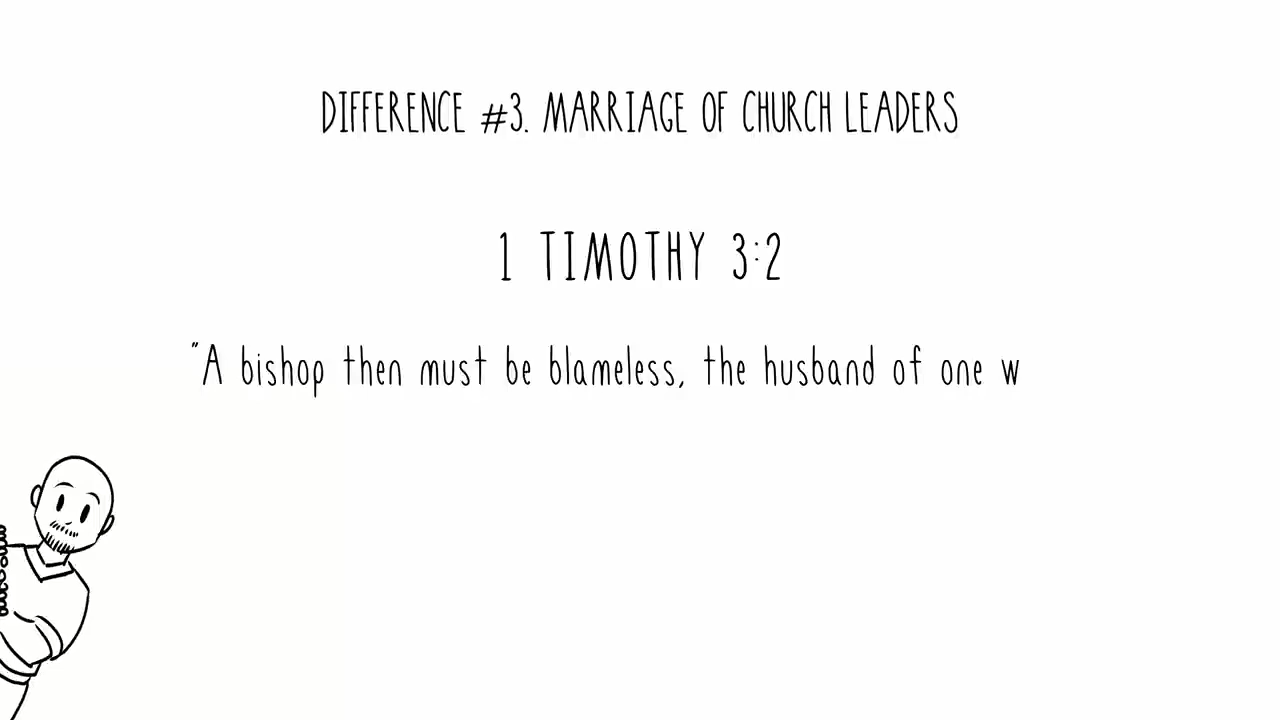 DIFFERENCE #3. MARRIAGE OF CHURCH LEADERS
1 TIMOTHY 3:2
"A bishop then must be blameless, the husband of one w